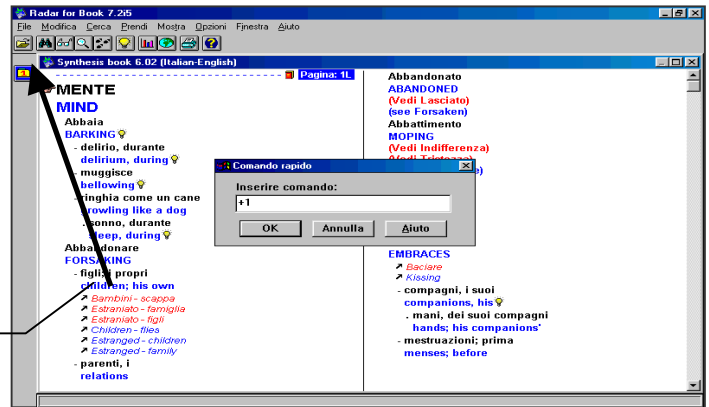 Radar for Book 7.2i5
File Modifica Cerca Prendi Mostra Opzioni Finestra Aiuto
Synthesis book 6.02 (Italian-English)
1
Pagina: 1L
MENTE
MIND
Abbaia
BARKING
- delirio, durante
delirium, during
- muggisce
bellowing
- ringhia come un cane
growling like a dog
. sonno, durante
sleep, during
Abbandonare
FORSAKING
- figli; i propri
children; his own
Bambini - scappa
Estraniato - famiglia
Estraniato - figli
Children - flies
Estranged - children
Estranged - family
- parenti, i
relations
Abbandonato
ABANDONED
(Vedi Lasciato)
(see Forsaken)
Abbattimento
MOPING
(Vedi Indifferenza)
Comando rapido
Inserire comando:
+1
OK Annulla Aiuto
EMBRACES
Baciare
Kissing
- compagni, i suoi
companions, his
. mani, dei suoi compagni
hands; his companions'
- mestruazioni; prima
menses; before